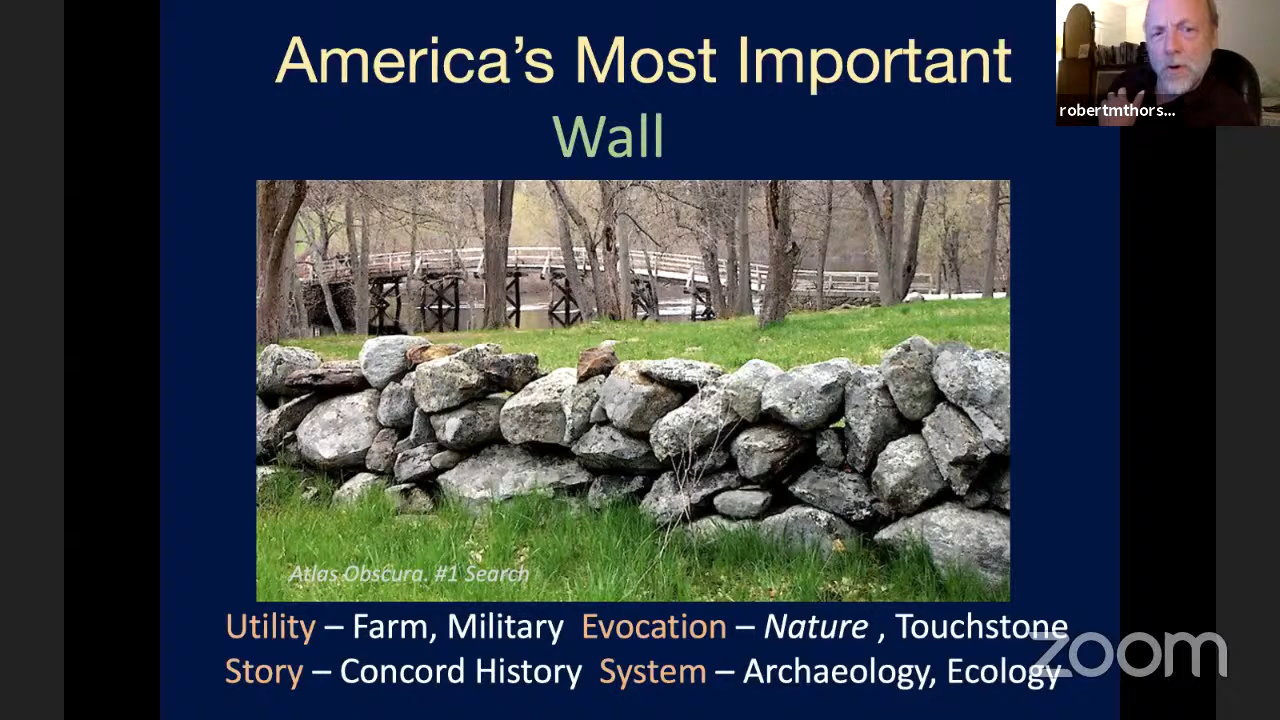 America's Most Important
Wall
robertmthors...
Atlas Obscura. #1 Search
Utility – Farm, Military Evocation – Nature , Touchstone
Story – Concord History System – Archaeology, Ecology
zoom